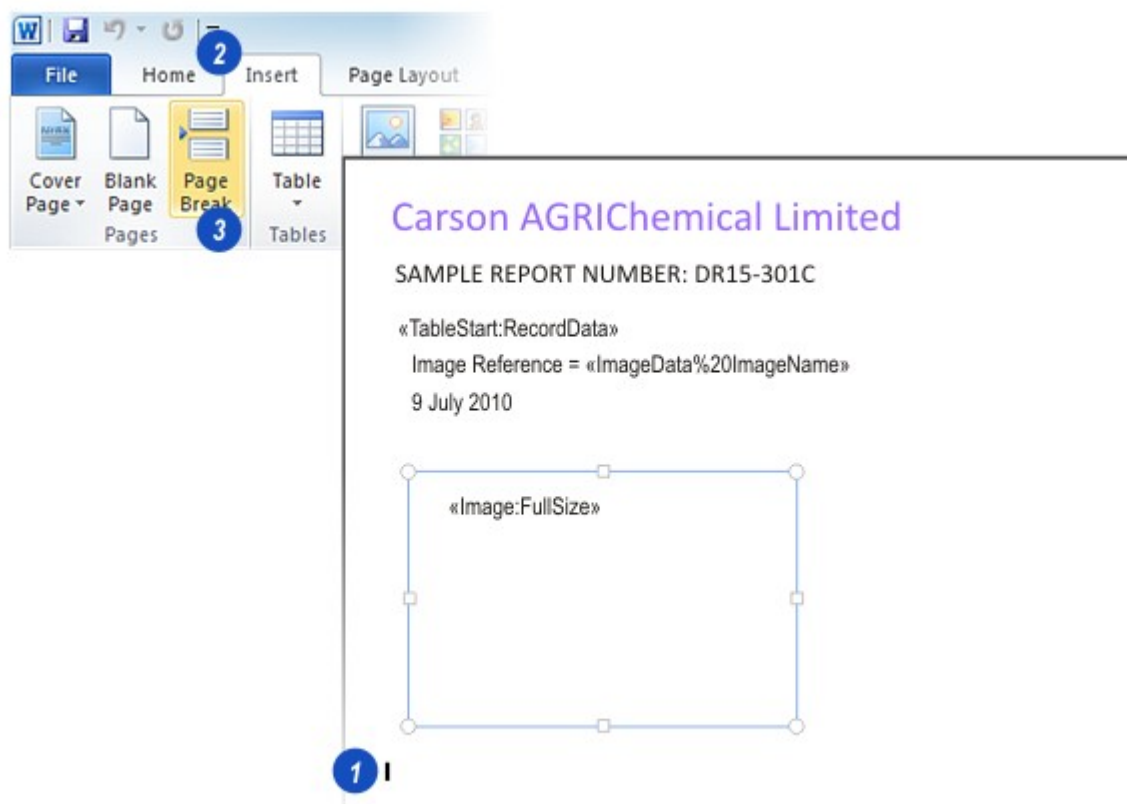 W
2
File Home Insert Page Layout
Cover Page Blank Page Page Break Table
3
Pages Tables
Carson AGRIChemical Limited
SAMPLE REPORT NUMBER: DR15-301C
«TableStart:RecordData»
Image Reference = «ImageData%20ImageName»
9 July 2010
«Image:FullSize»
1